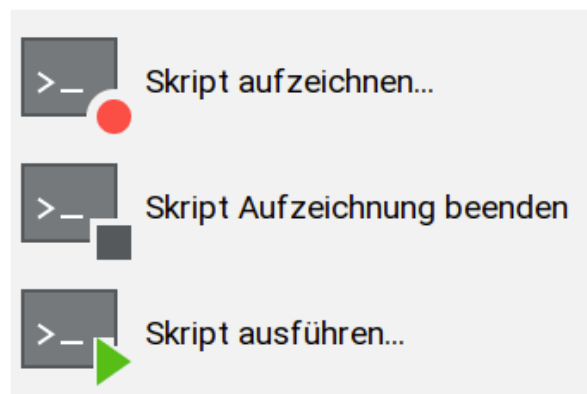 >_ Skript aufzeichnen...
>_ Skript Aufzeichnung beenden
>_ Skript ausführen...